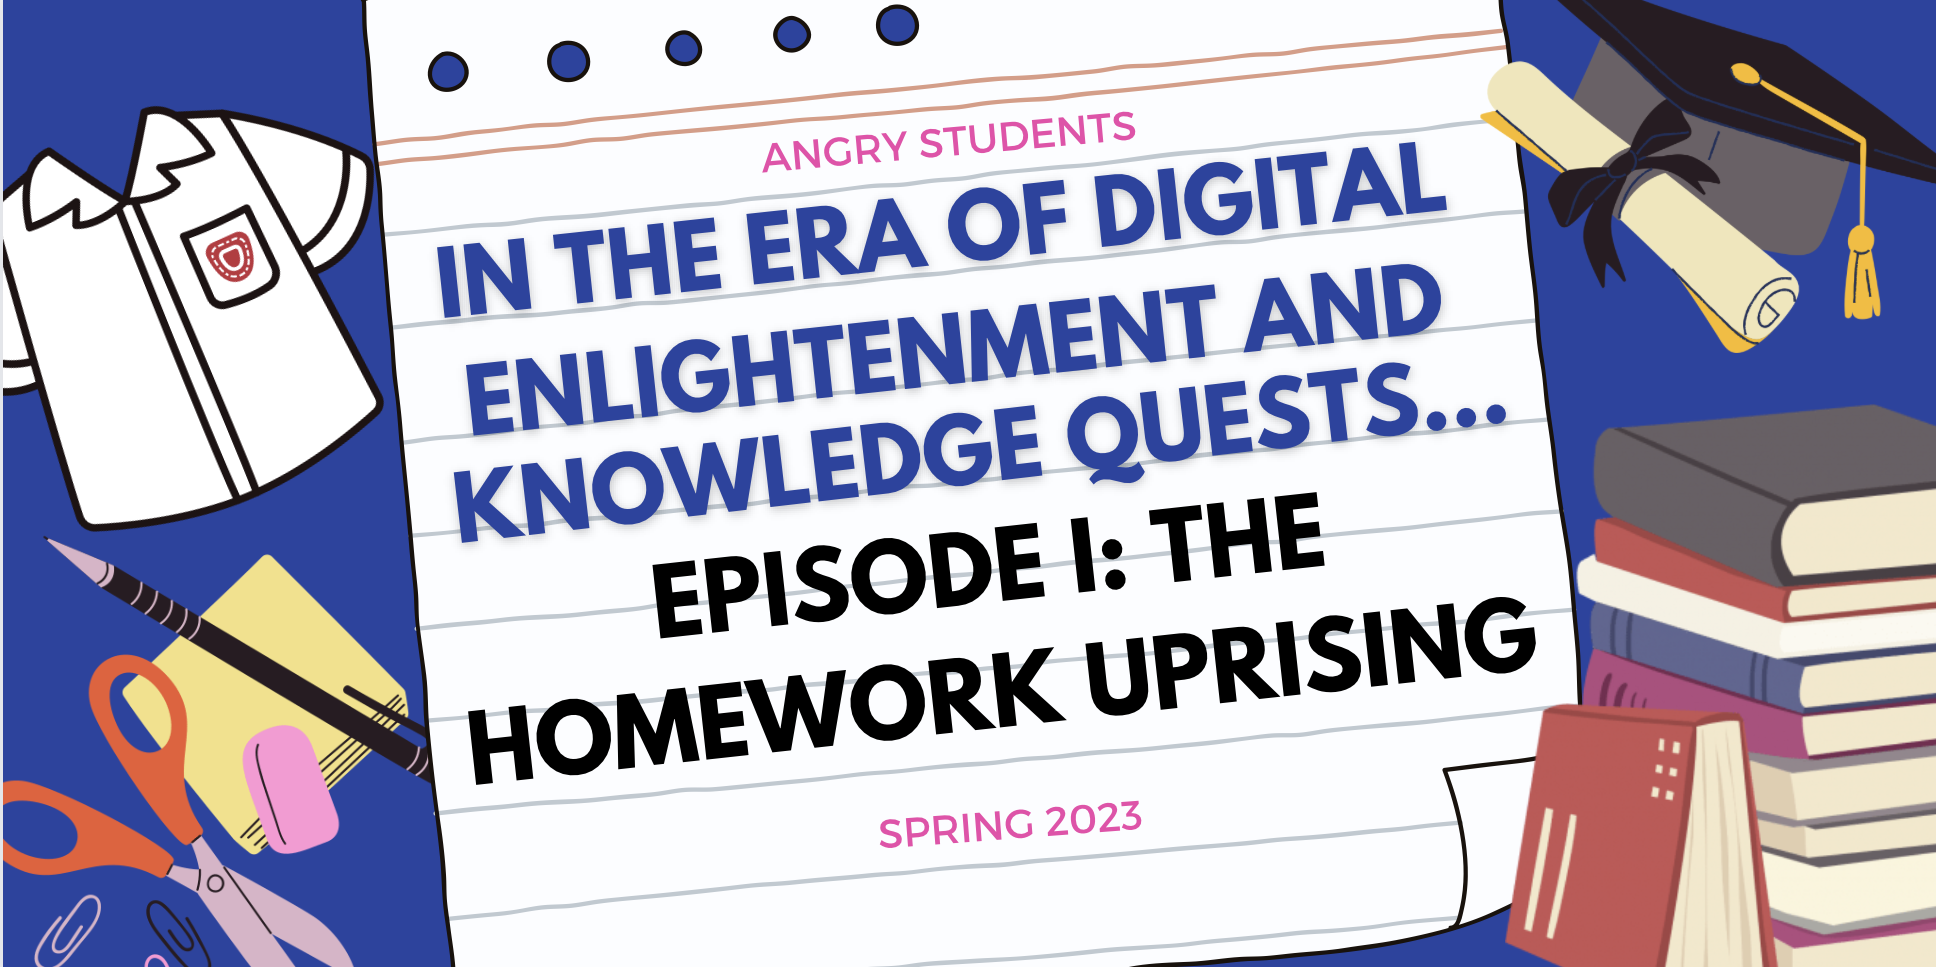 ANGRY STUDENTS
IN THE ERA OF DIGITAL
ENLIGHTENMENT AND
KNOWLEDGE QUESTS...
EPISODE I: THE
HOMEWORK UPRISING
SPRING 2023